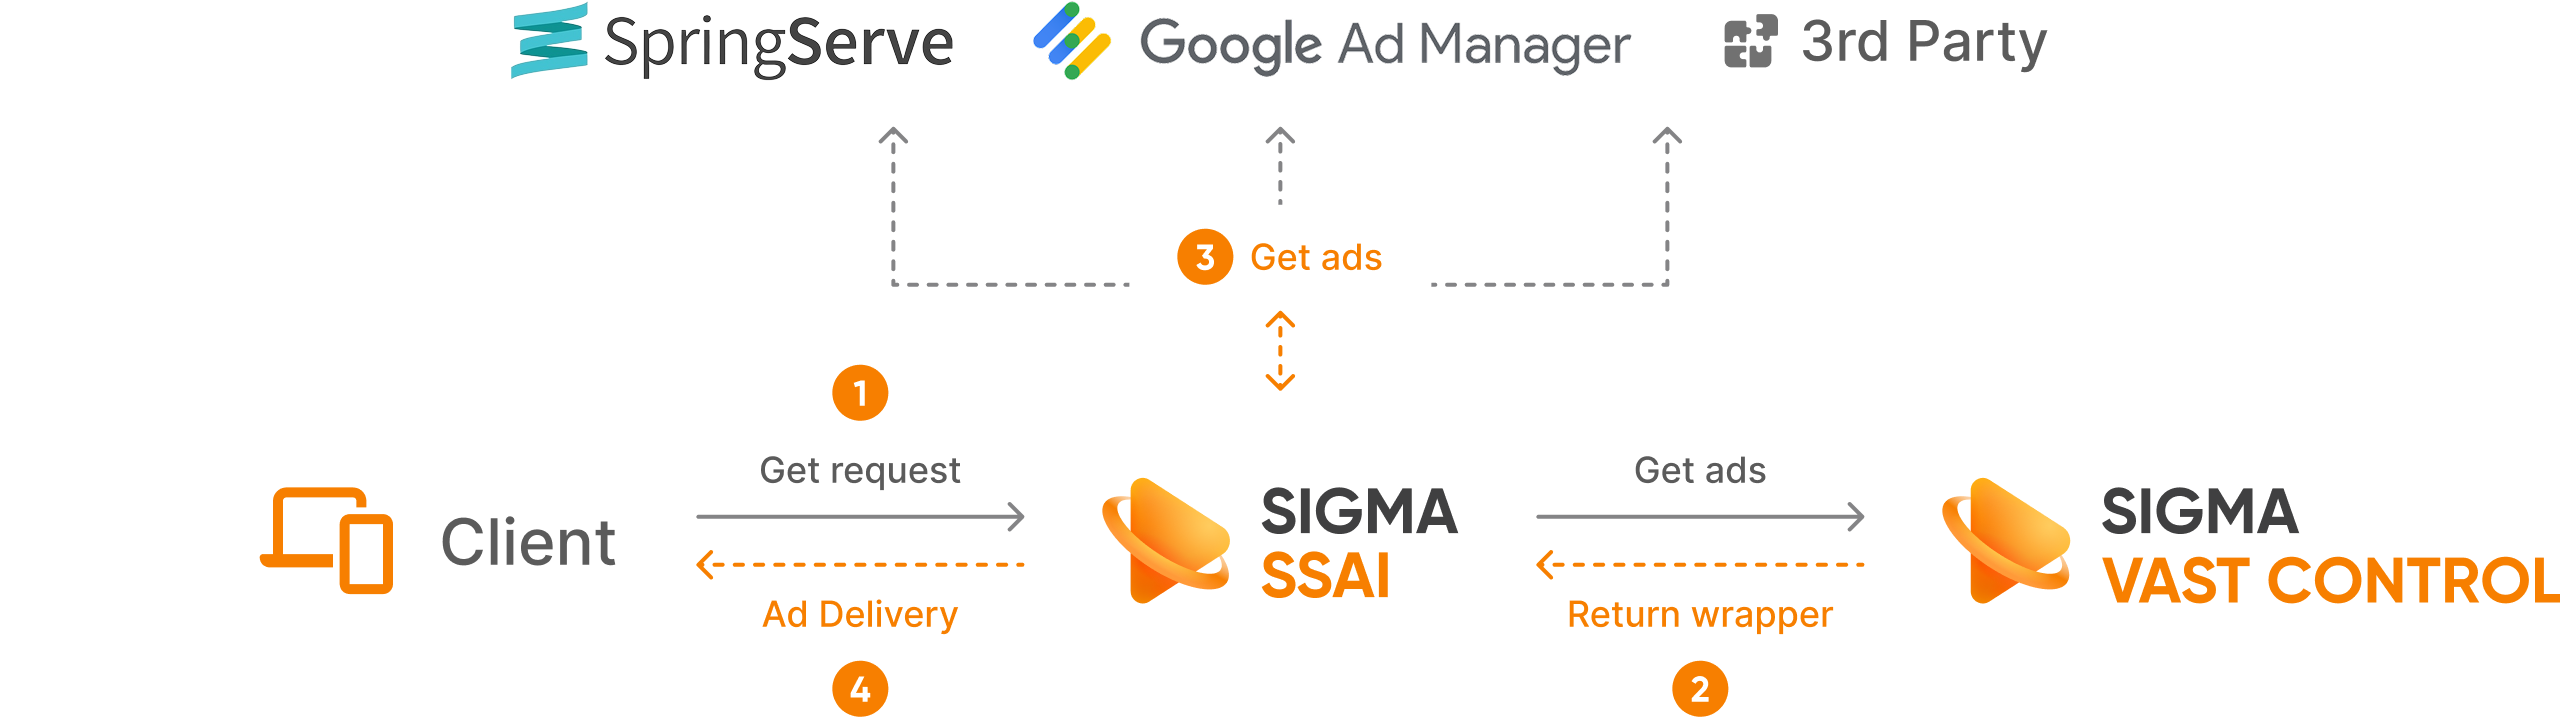 SpringServe
Google Ad Manager
3rd Party
3 Get ads
1
Get request
Get ads
Client
SIGMA
SSAI
SIGMA
VAST CONTROL
Ad Delivery
Return wrapper
4
2